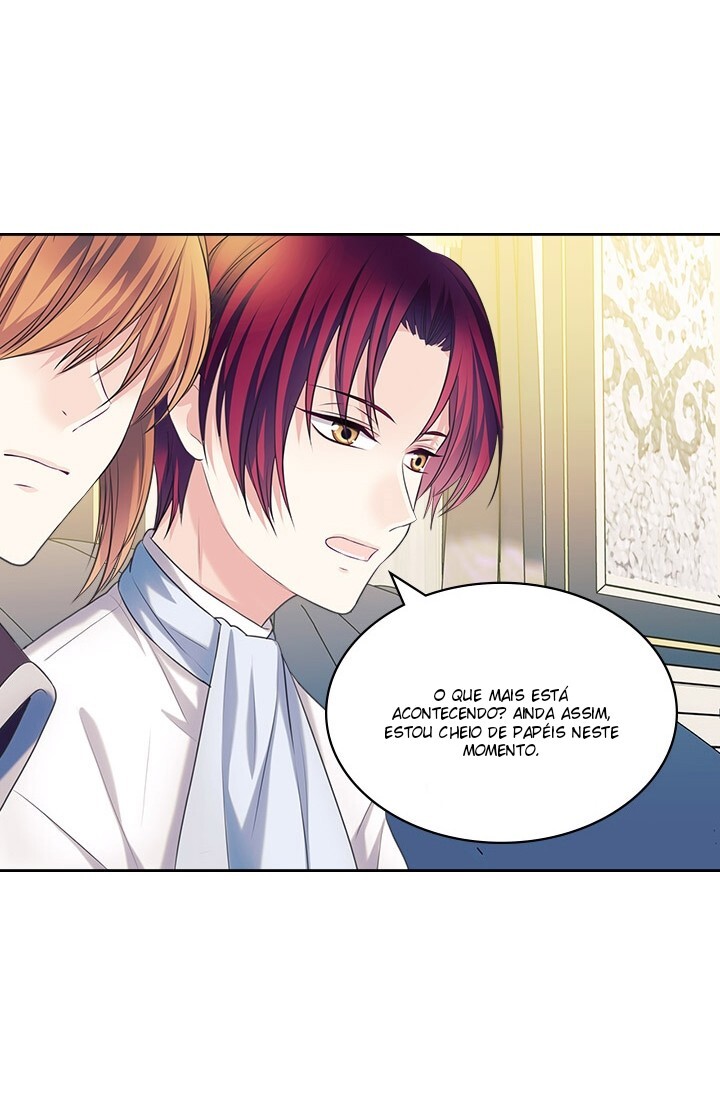 O QUE MAIS ESTÁ
ACONTECENDO? AINDA ASSIM,
ESTOU CHEIO DE PAPÉIS NESTE
MOMENTO.